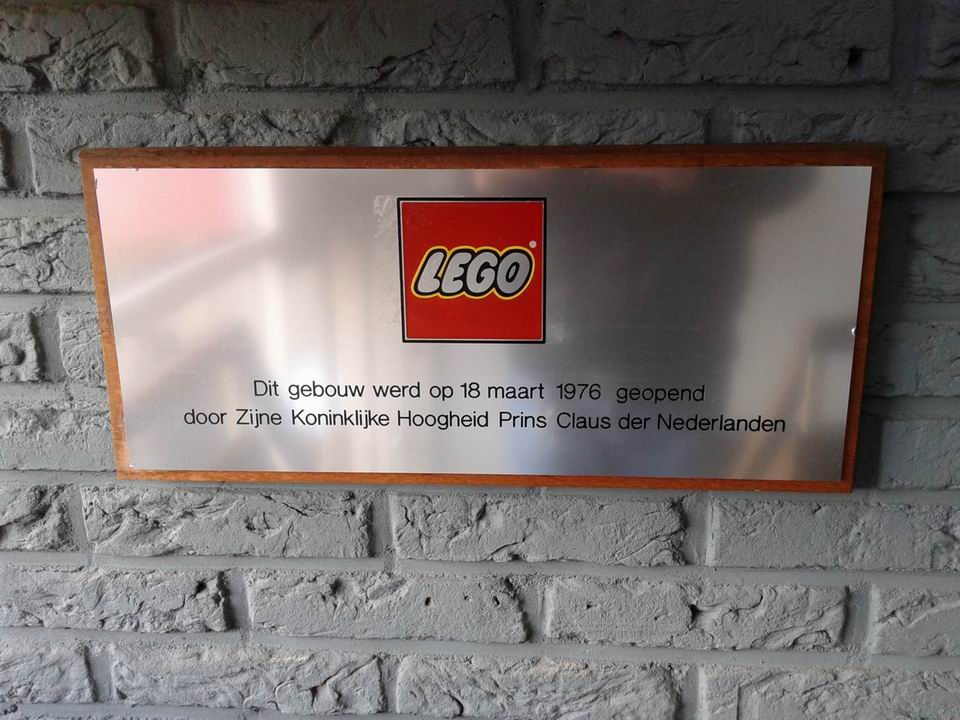 LEGO
Dit gebouw werd op 18 maart 1976 geopend
door Zijne Koninklijke Hoogheid Prins Claus der Nederlanden